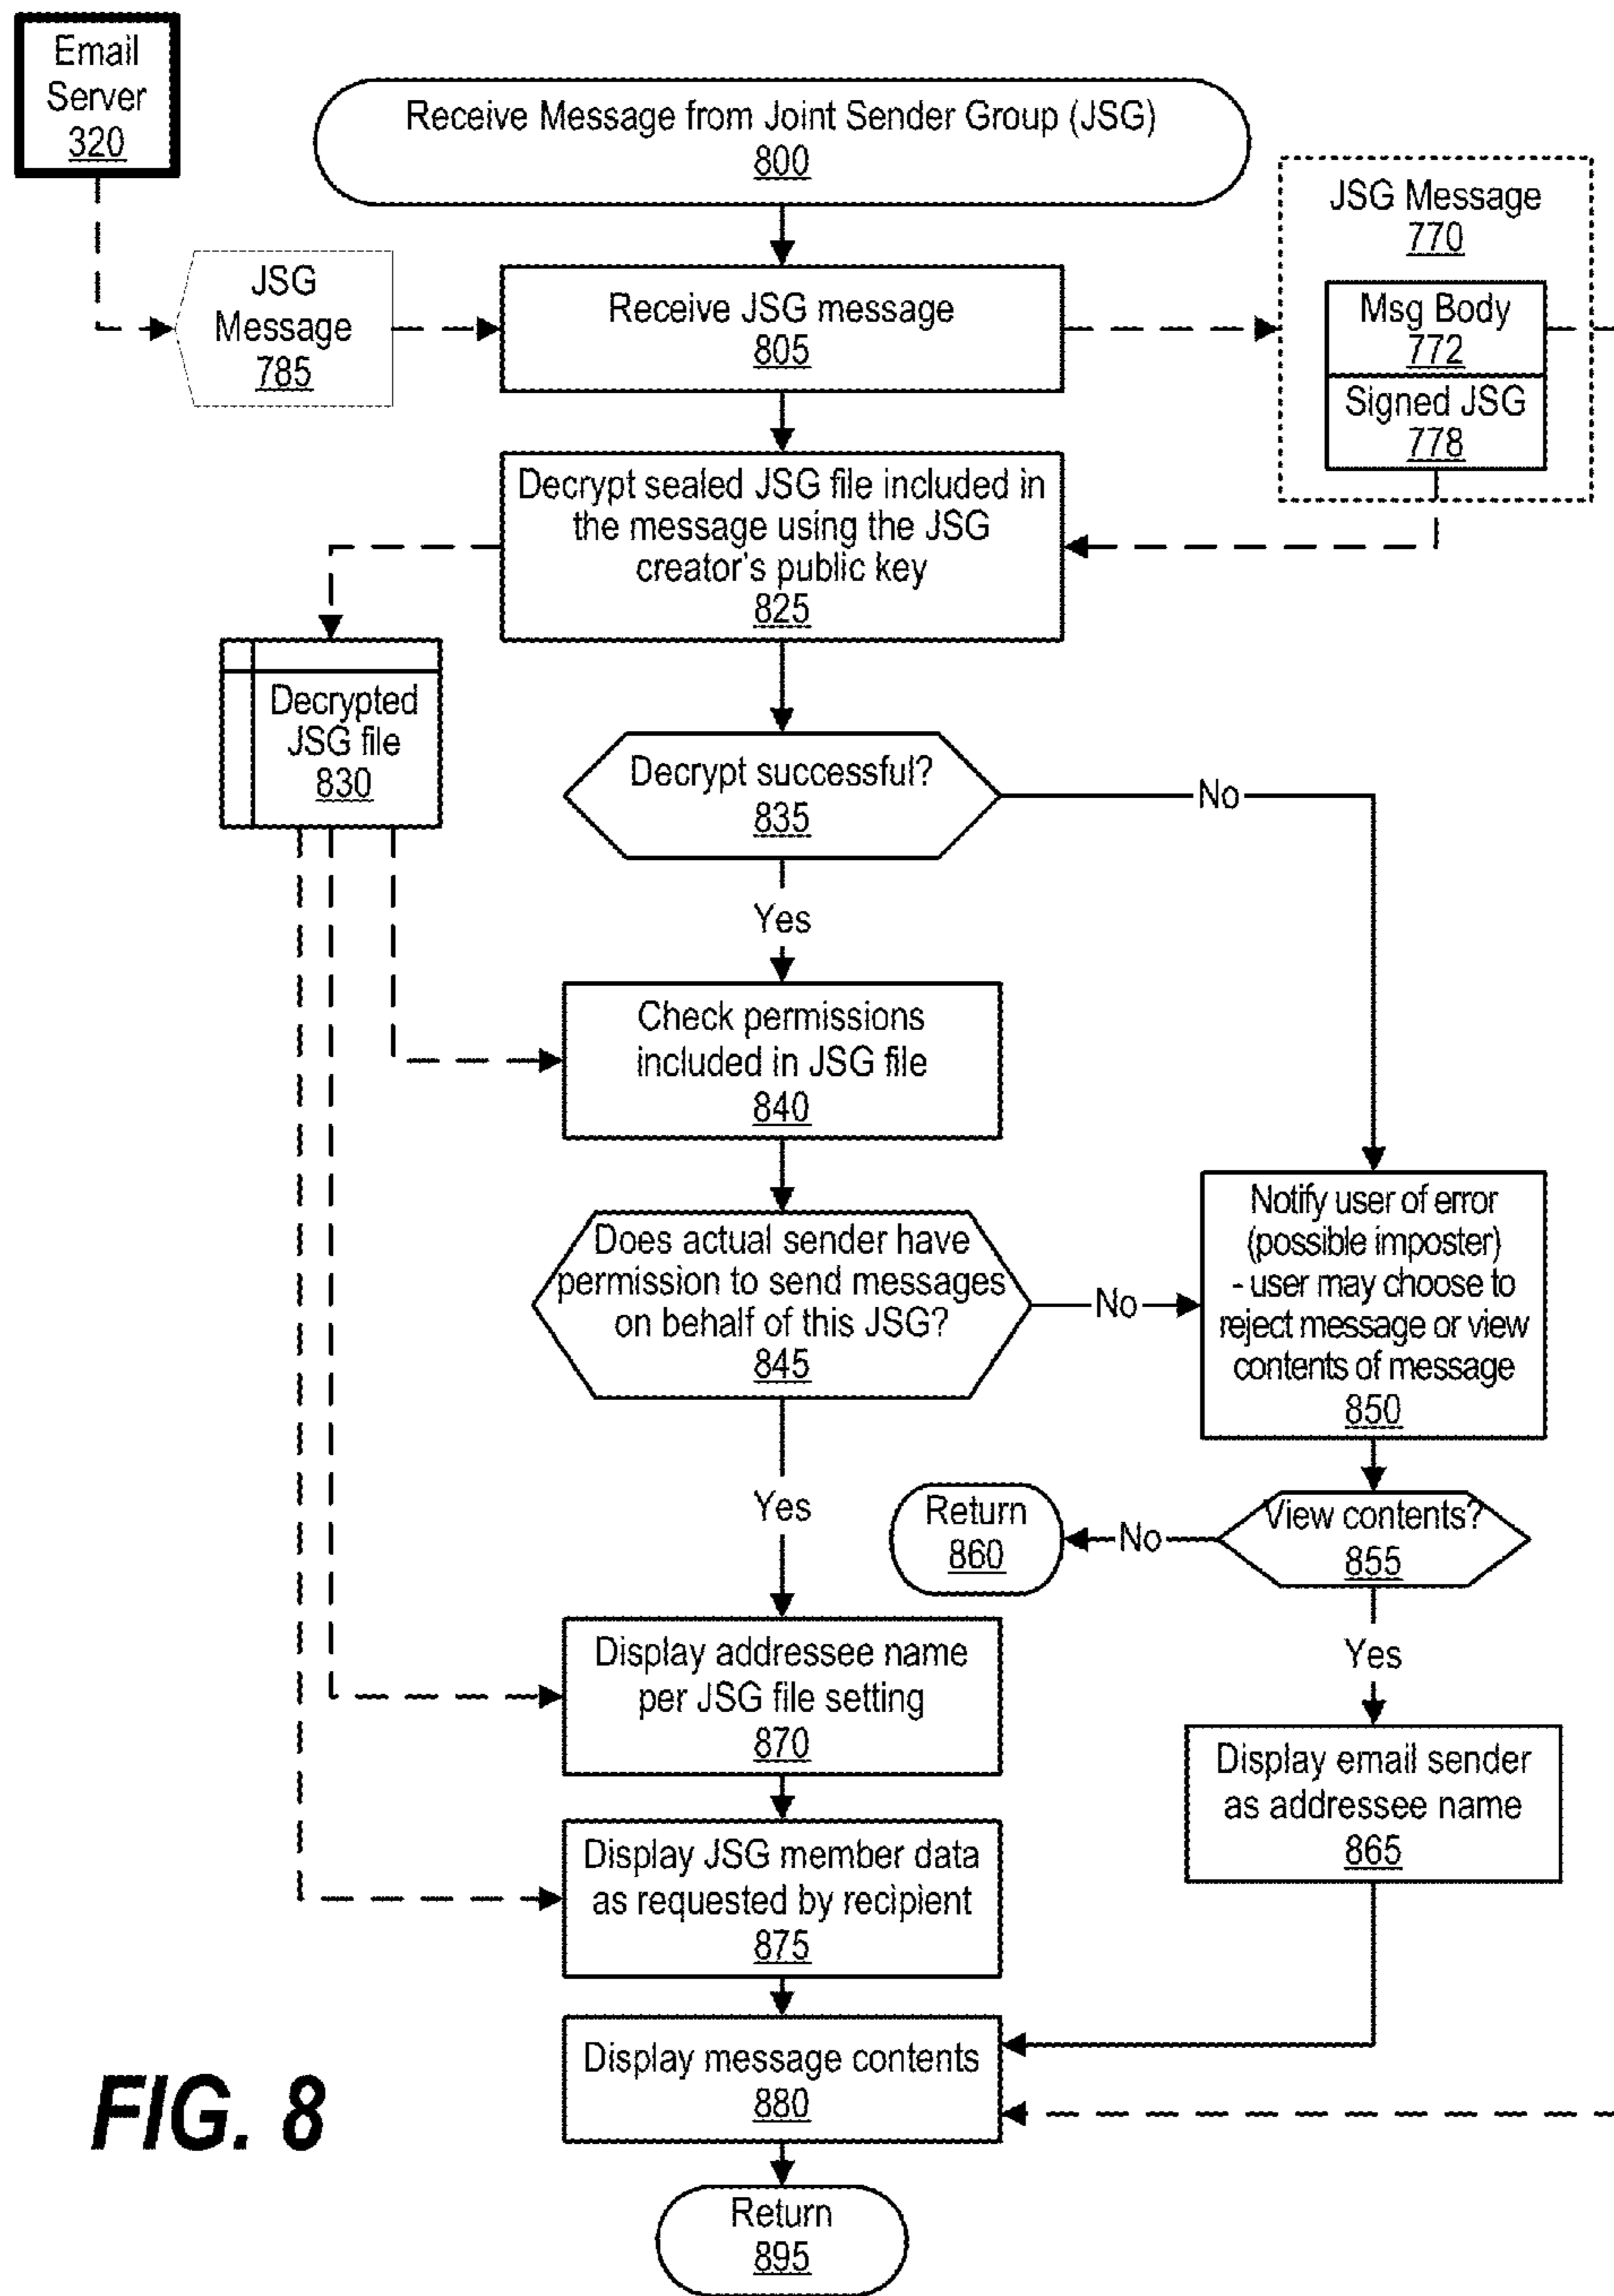 Email
Server
320
Receive Message from Joint Sender Group (JSG)
800
JSG Message
770
JSG
Message
785
Receive JSG message
805
Msg Body
772
Signed JSG
778
Decrypt sealed JSG file included in
the message using the JSG
creator's public key
825
Decrypted
JSG file
830
Decrypt successful?
835
No
Yes
Check permissions
included in JSG file
840
Does actual sender have
permission to send messages
on behalf of this JSG?
845
No
Notify user of error
(possible imposter)
- user may choose to
reject message or view
contents of message
850
Yes
View contents?
855
No
Return
860
Yes
Display addressee name
per JSG file setting
870
Display email sender
as addressee name
865
Display JSG member data
as requested by recipient
875
Display message contents
880
Return
895
FIG. 8